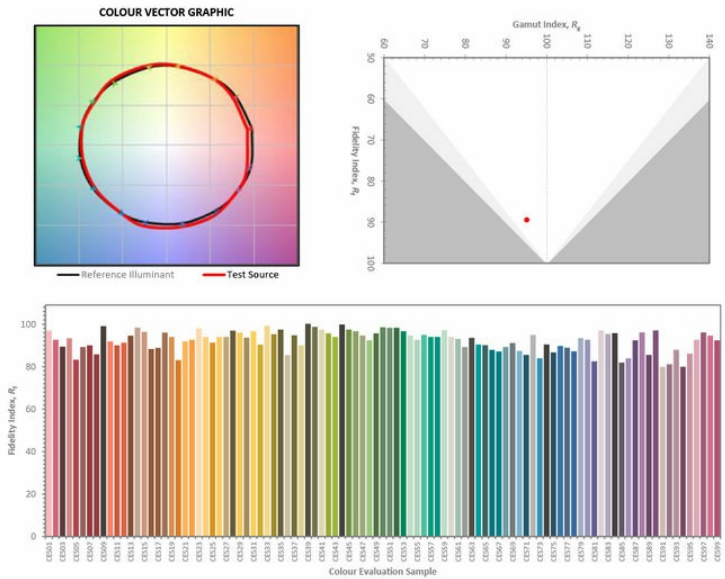 COLOUR VECTOR GRAPHIC
Reference Illuminant
Test Source
Gamut Index, Rg
60
70
80
90
100
110
120
130
140
Fidelity Index, Rf
50
60
70
80
90
100
Fidelity Index, Rf
100
80
60
40
20
0
CES01
CES03
CES05
CES07
CES09
CES11
CES13
CES15
CES17
CES19
CES21
CES23
CES25
CES27
CES29
CES31
CES33
CES35
CES37
CES39
CES41
CES43
CES45
CES47
CES49
CES51
CES53
CES55
CES57
CES59
CES61
CES63
CES65
CES67
CES69
CES71
CES73
CES75
CES77
CES79
CES81
CES83
CES85
CES87
CES89
CES91
CES93
CES95
CES97
CES99
Colour Evaluation Sample